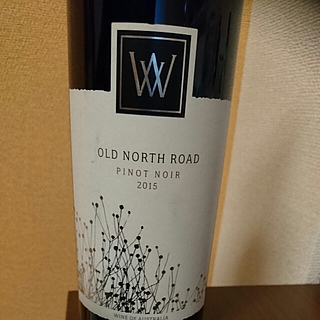 W
OLD NORTH ROAD
PINOT NOIR
2015
WINE OF AUSTRALIA